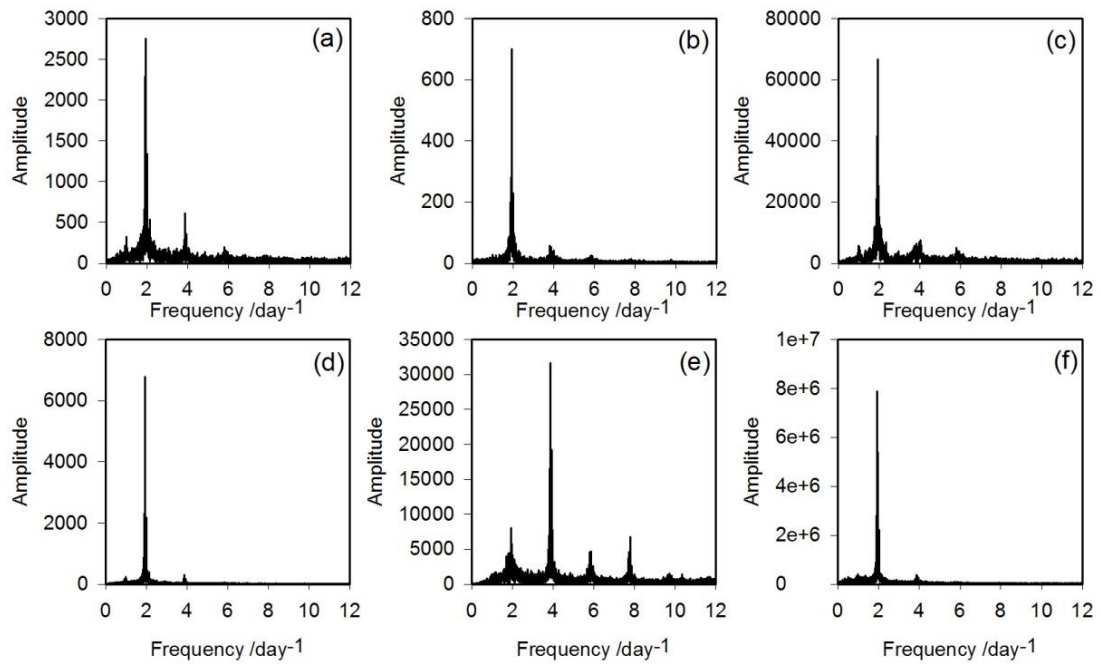 (a)
3000
2500
2000
1500
1000
500
0
Amplitude
0 2 4 6 8 10 12
Frequency /day-1
(b)
800
600
400
200
0
Amplitude
0 2 4 6 8 10 12
Frequency /day-1
(c)
80000
60000
40000
20000
0
Amplitude
0 2 4 6 8 10 12
Frequency /day-1
(d)
8000
6000
4000
2000
0
Amplitude
0 2 4 6 8 10 12
Frequency /day-1
(e)
35000
30000
25000
20000
15000
10000
5000
0
Amplitude
0 2 4 6 8 10 12
Frequency /day-1
(f)
1e+7
8e+6
6e+6
4e+6
2e+6
0
Amplitude
0 2 4 6 8 10 12
Frequency /day-1